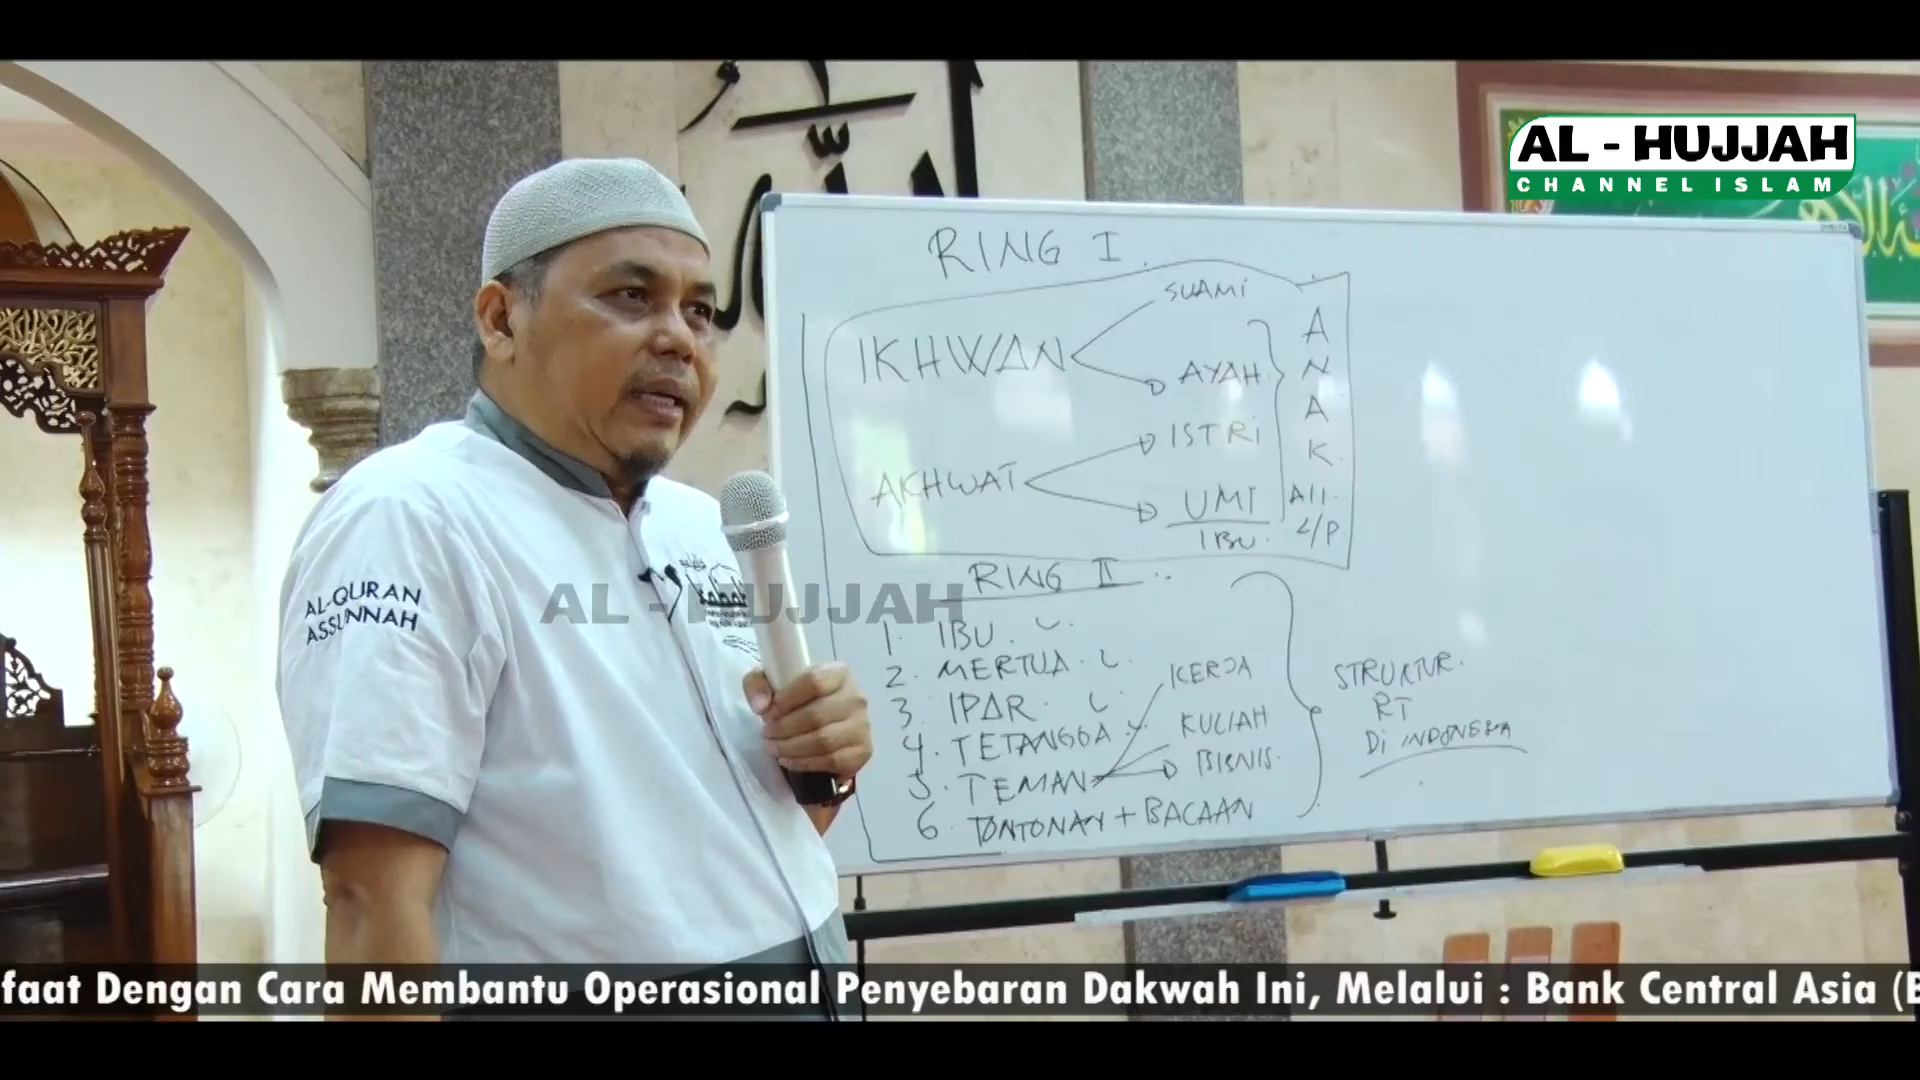 AL - HUJJAH
CHANNEL ISLAM
RING I
IKHWAN
SUAMI
AYAH
AKHWAT
ISTRI
UMI
IBU
A
N
A
K
L/P
RING II
1. IBU
2. MERTUA
3. IPAR
4. TETANGGA
5. TEMAN
KERJA
KULIAH
BISNIS
6. TONTONAN + BACAAN
STRUKTUR
RT
Di INDONESIA
AL-QURAN
ASSUNNAH
AL - HUJJAH
faat Dengan Cara Membantu Operasional Penyebaran Dakwah Ini, Melalui : Bank Central Asia (B